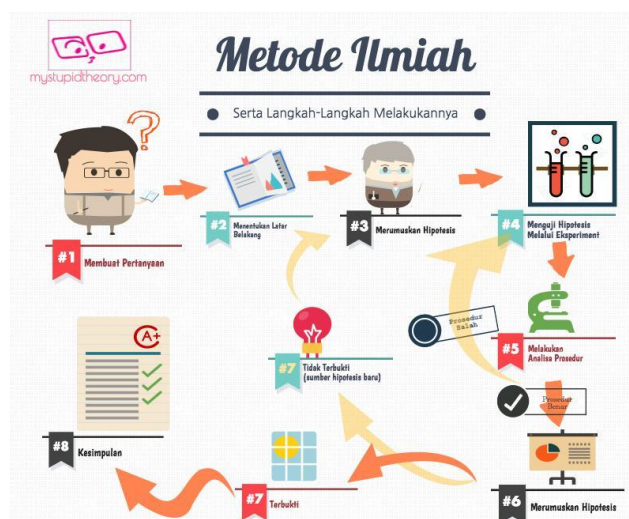 mystupidtheory.com
Metode Ilmiah
Serta Langkah-Langkah Melakukannya
#1 Membuat Pertanyaan
#2 Menentukan Latar
Belakang
#3 Merumuskan Hipotesis
#4 Menguji Hipotesis
Melalui Eksperiment
Prosedur
Salah
#5 Melakukan
Analisa Prosedur
Prosedur
Benar
#6 Merumuskan Hipotesis
#7 Tidak Terbukti
(sumber hipotesis baru)
#7 Terbukti
A+
#8 Kesimpulan